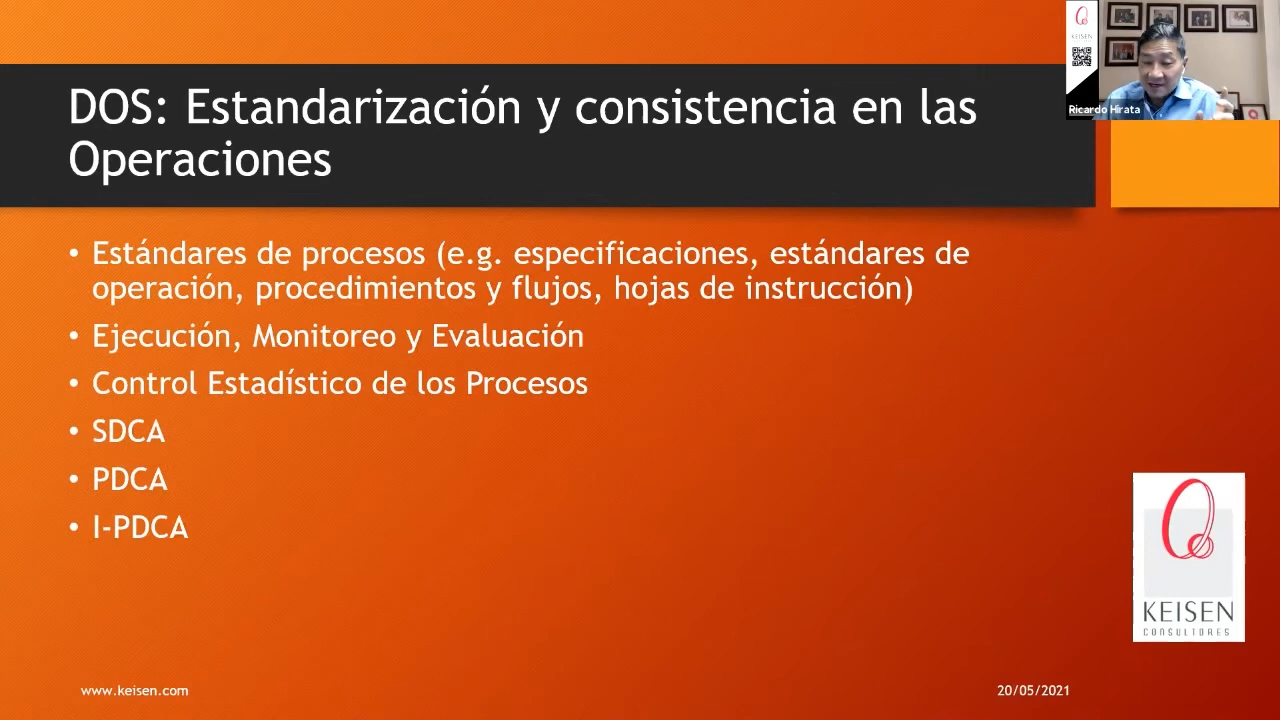 KEISEN
Ricardo Hirata
DOS: Estandarización y consistencia en las
Operaciones
• Estándares de procesos (e.g. especificaciones, estándares de
operación, procedimientos y flujos, hojas de instrucción)
• Ejecución, Monitoreo y Evaluación
• Control Estadístico de los Procesos
• SDCA
• PDCA
• I-PDCA
KEISEN
CONSULTORES
www.keisen.com
20/05/2021